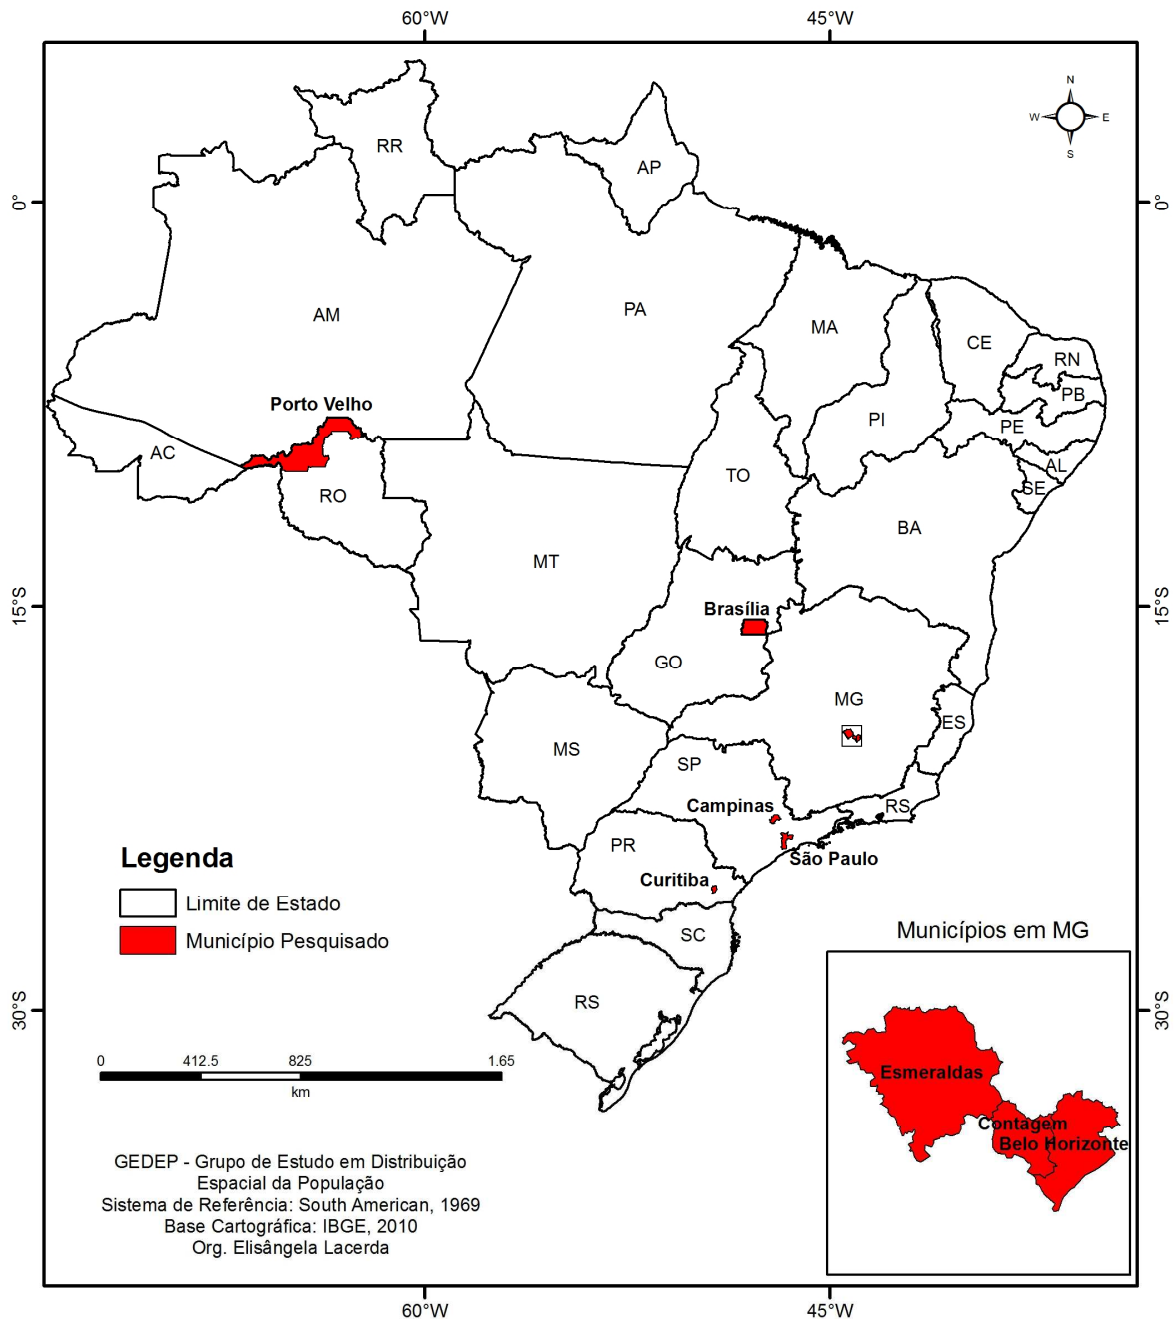 60°W
45°W
N
W
E
S
RR
AP
0°
0°
AM
PA
MA
CE
RN
PB
Porto Velho
PI
PE
AC
AL
TO
SE
RO
BA
MT
15°S
Brasília
15°S
GO
MG
ES
MS
SP
Campinas
RS
PR
São Paulo
Legenda
Curitiba
Limite de Estado
Município Pesquisado
SC
Municípios em MG
RS
30°S
30°S
0
412.5
825
1.65
km
Esmeraldas
Contagem
Belo Horizonte
GEDEP - Grupo de Estudo em Distribuição
Espacial da População
Sistema de Referência: South American, 1969
Base Cartográfica: IBGE, 2010
Org. Elisângela Lacerda
60°W
45°W